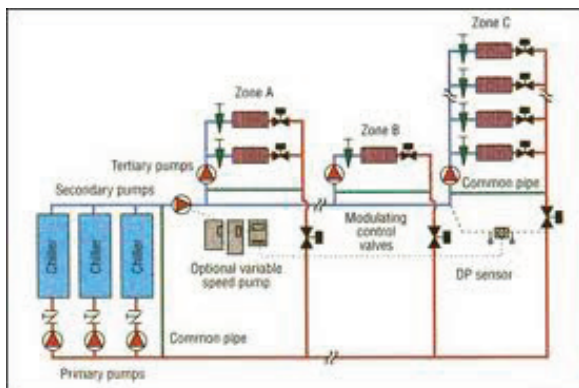 Zone C
Zone A
Zone B
Tertiary pumps
Secondary pumps
Common pipe
Modulating
control
valves
Chiller
Chiller
Chiller
Optional variable
speed pump
DP sensor
Common pipe
Primary pumps